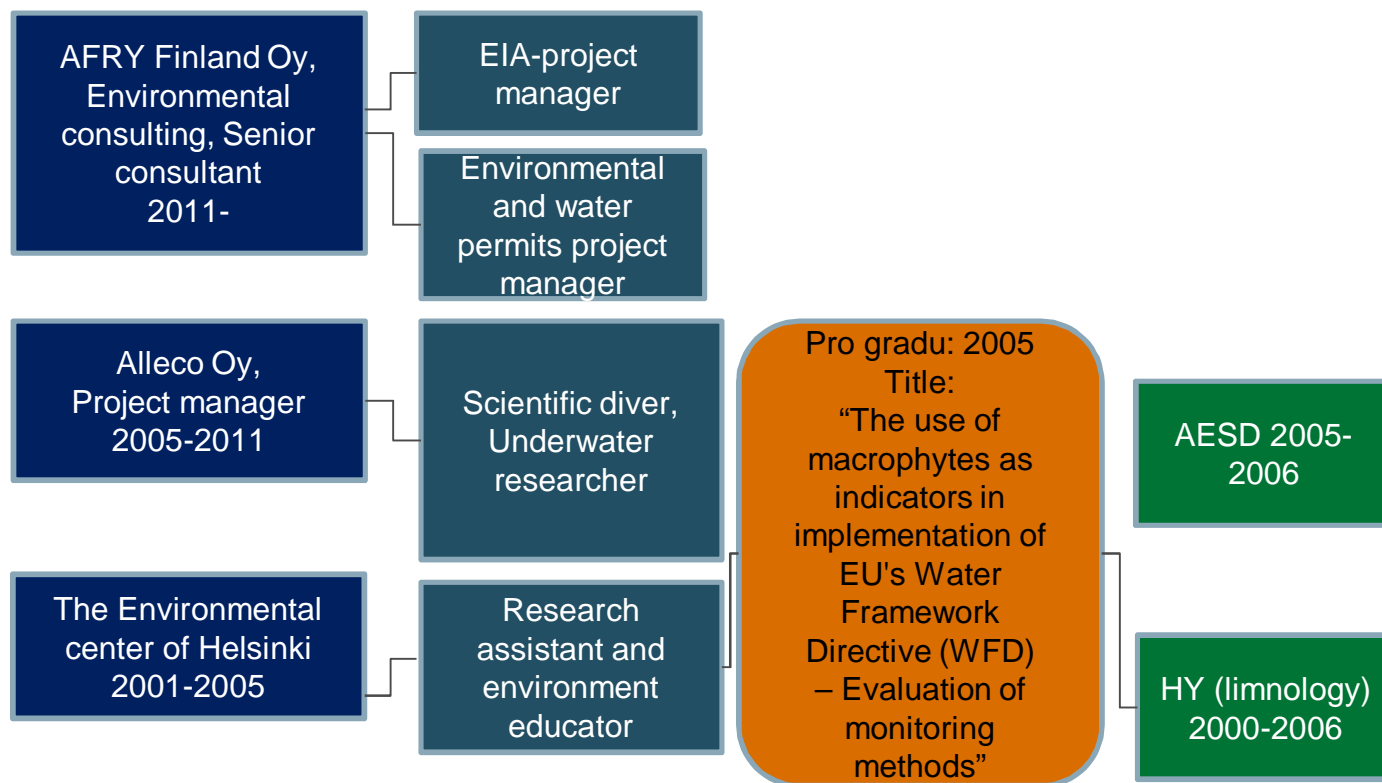 AFRY Finland Oy,
Environmental
consulting, Senior
consultant
2011-
EIA-project
manager
Environmental
and water
permits project
manager
Alleco Oy,
Project manager
2005-2011
Scientific diver,
Underwater
researcher
The Environmental
center of Helsinki
2001-2005
Research
assistant and
environment
educator
Pro gradu: 2005
Title:
“The use of
macrophytes as
indicators in
implementation of
EU's Water
Framework
Directive (WFD)
– Evaluation of
monitoring
methods”
AESD 2005-
2006
HY (limnology)
2000-2006